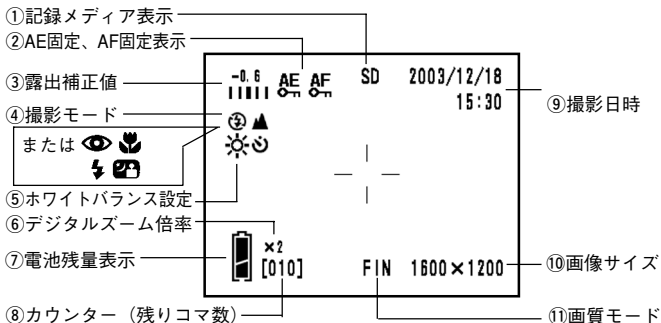 ①記録メディア表示
②AE固定、AF固定表示
③露出補正値
④撮影モード
または
⑤ホワイトバランス設定
⑥デジタルズーム倍率
⑦電池残量表示
⑧カウンター（残りコマ数）
-0.6 AE AF SD 2003/12/18
15:30
×2
[010] FIN 1600×1200
⑨撮影日時
⑩画像サイズ
⑪画質モード